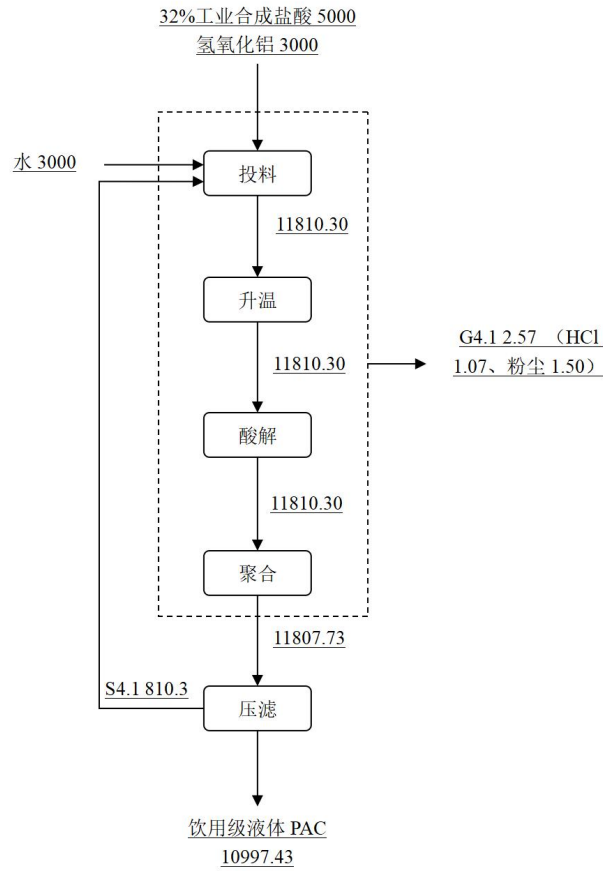 32%工业合成盐酸 5000
氢氧化铝 3000
水 3000
投料
11810.30
升温
G4.1 2.57 （HCl
1.07、粉尘 1.50）
11810.30
酸解
11810.30
聚合
11807.73
S4.1 810.3
压滤
饮用级液体 PAC
10997.43